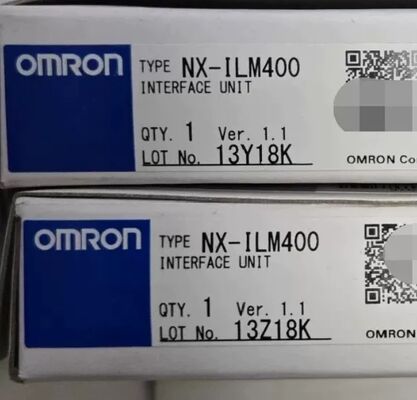 OMRON
TYPE NX-ILM400
INTERFACE UNIT
QTY. 1 Ver. 1.1
LOT No. 13Y18K
OMRON Co
OMRON
TYPE NX-ILM400
INTERFACE UNIT
QTY. 1 Ver. 1.1
LOT No. 13Z18K
OMRON